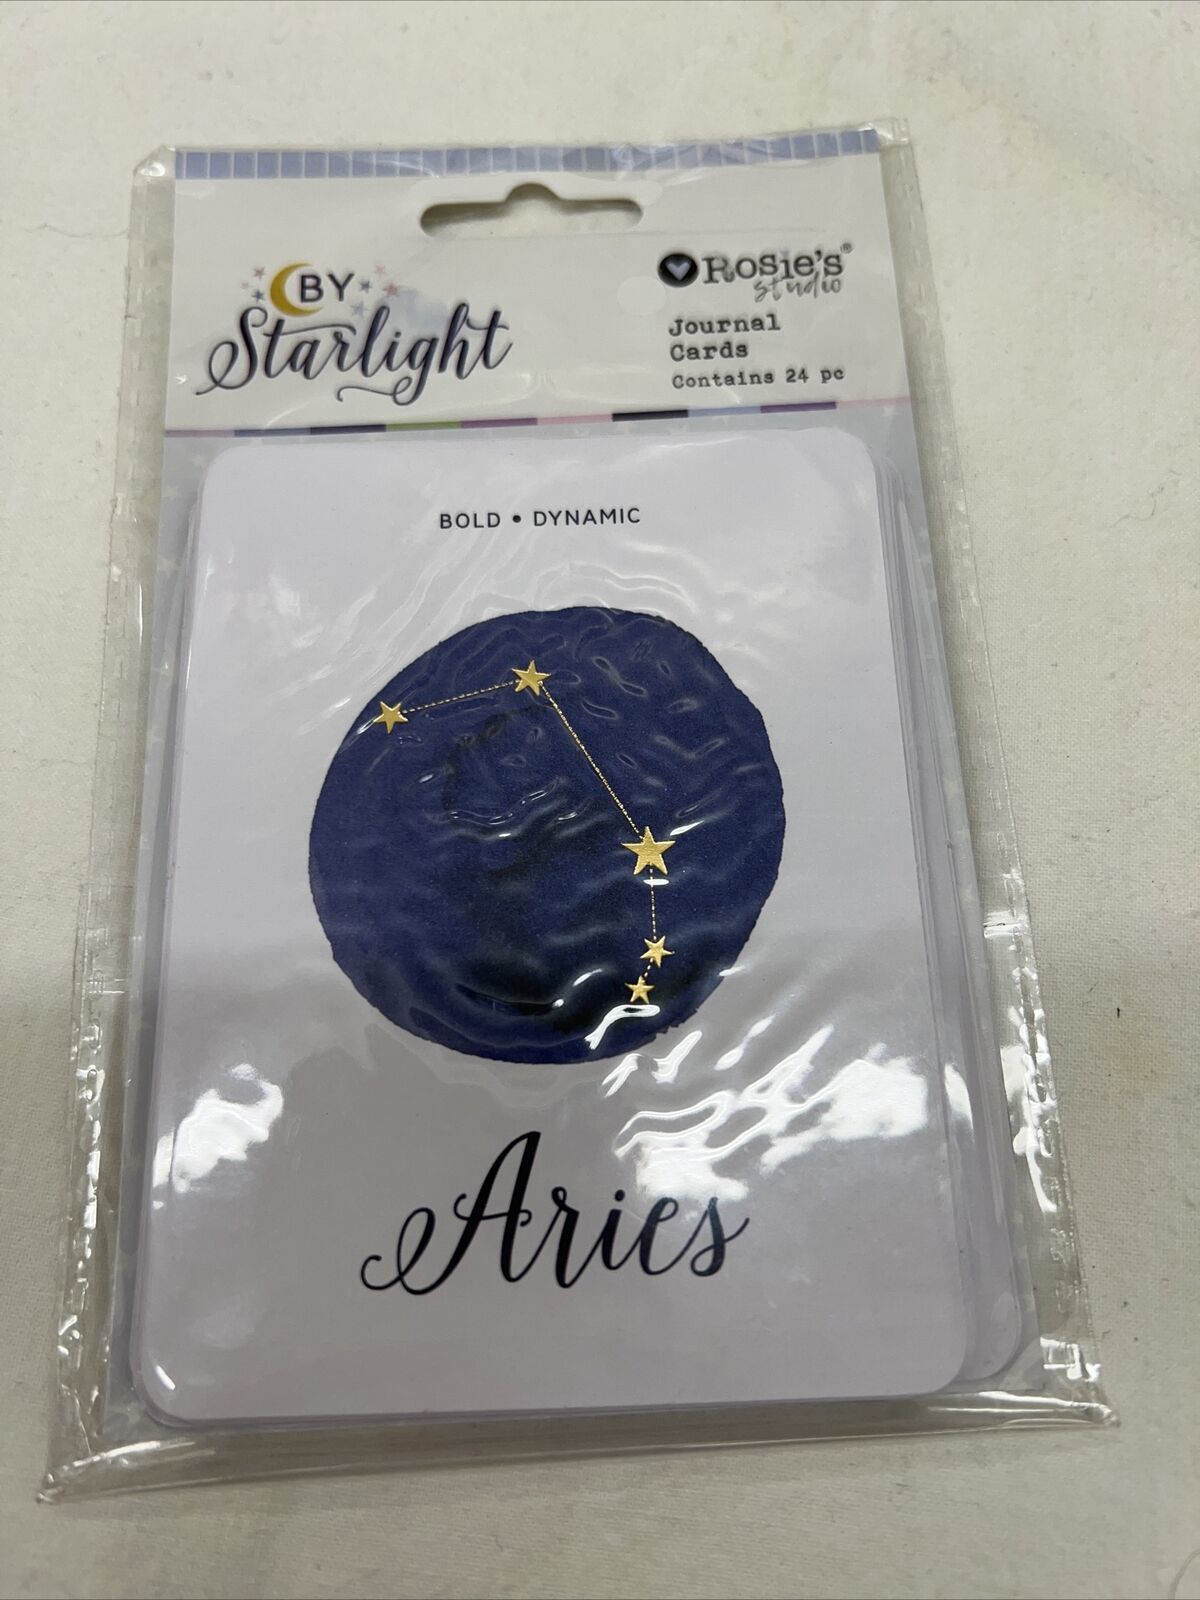 BY
Starlight
Rosie's®
studio
Journal
Cards
Contains 24 pc
BOLD • DYNAMIC
Aries